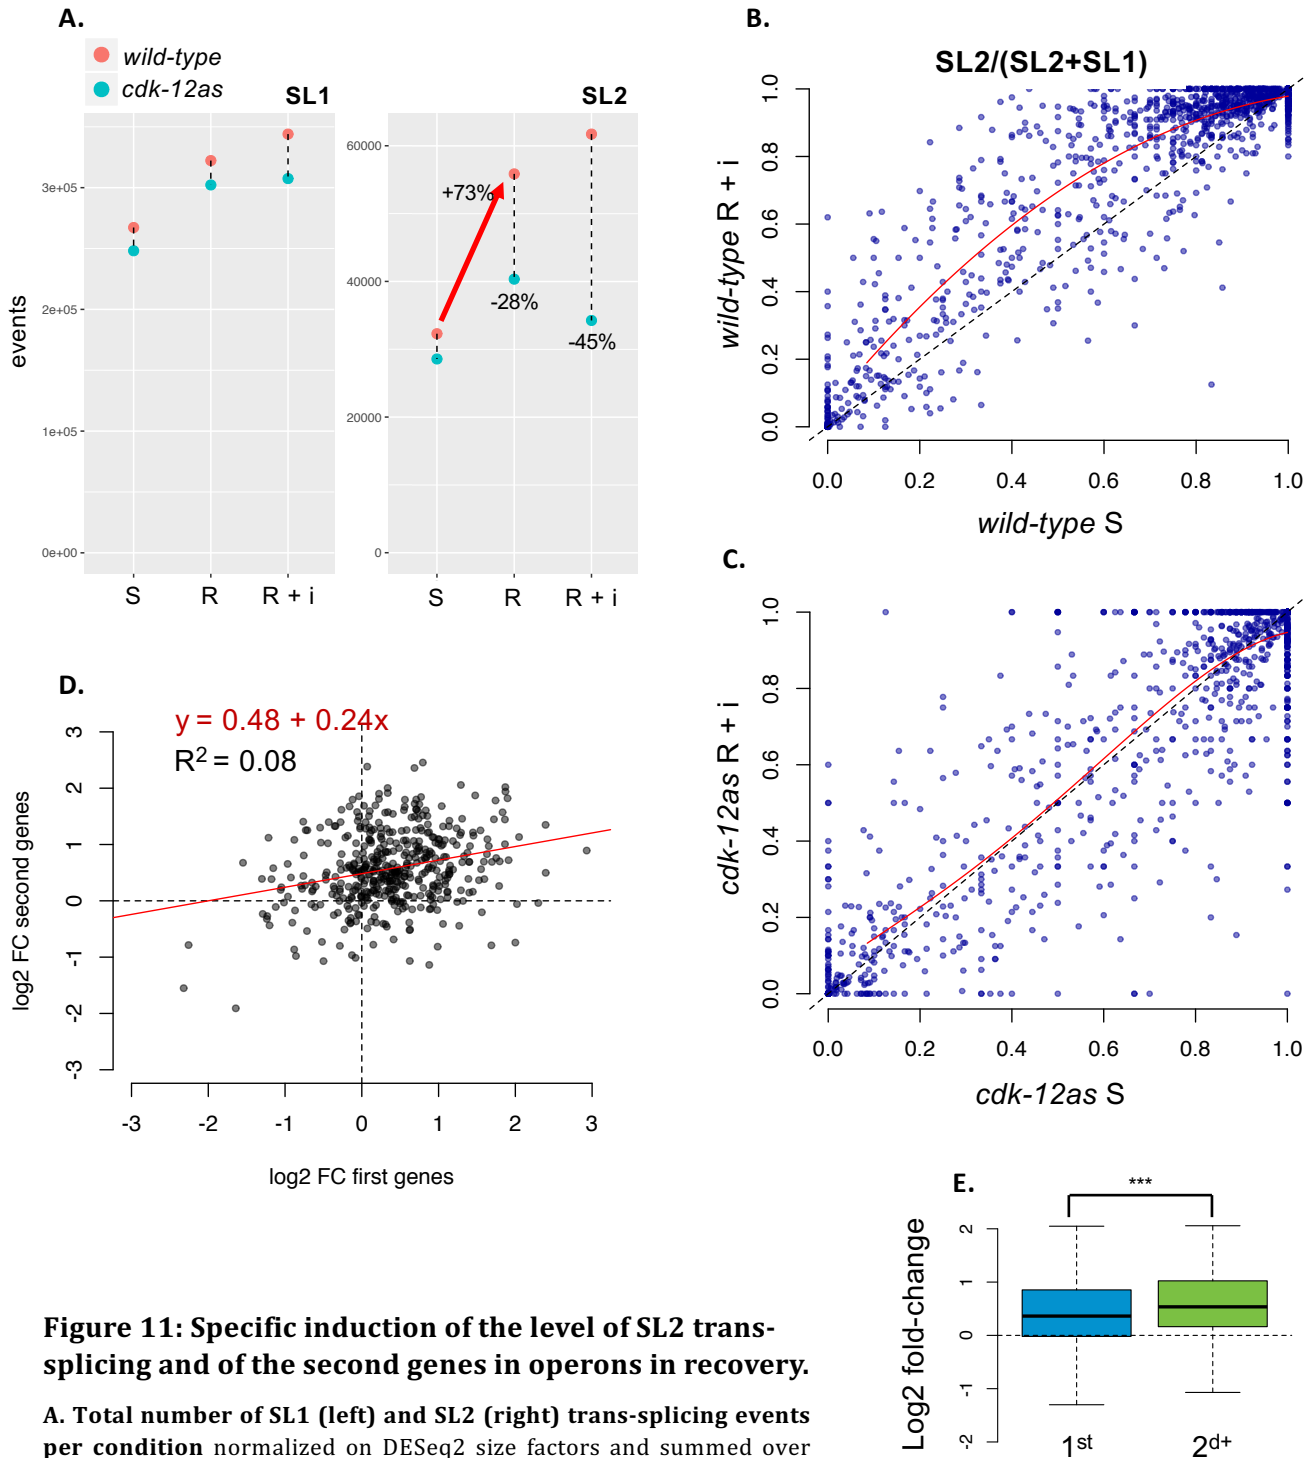 A.
wild-type
cdk-12as
SL1
SL2
events
3e+05
2e+05
1e+05
0e+00
S
R
R + i
60000
40000
20000
0
+73%
-28%
-45%
S
R
R + i
B.
SL2/(SL2+SL1)
wild-type R + i
1.0
0.8
0.6
0.4
0.2
0.0
0.0
0.2
0.4
0.6
0.8
1.0
wild-type S
C.
cdk-12as R + i
1.0
0.8
0.6
0.4
0.2
0.0
0.0
0.2
0.4
0.6
0.8
1.0
cdk-12as S
D.
y = 0.48 + 0.24x
R2 = 0.08
log2 FC second genes
3
2
1
0
-1
-2
-3
-3
-2
-1
0
1
2
3
log2 FC first genes
E.
***
Log2 fold-change
2
1
0
-1
-2
1st
2d+
Figure 11: Specific induction of the level of SL2 trans-
splicing and of the second genes in operons in recovery.
A. Total number of SL1 (left) and SL2 (right) trans-splicing events
per condition normalized on DESeq2 size factors and summed over